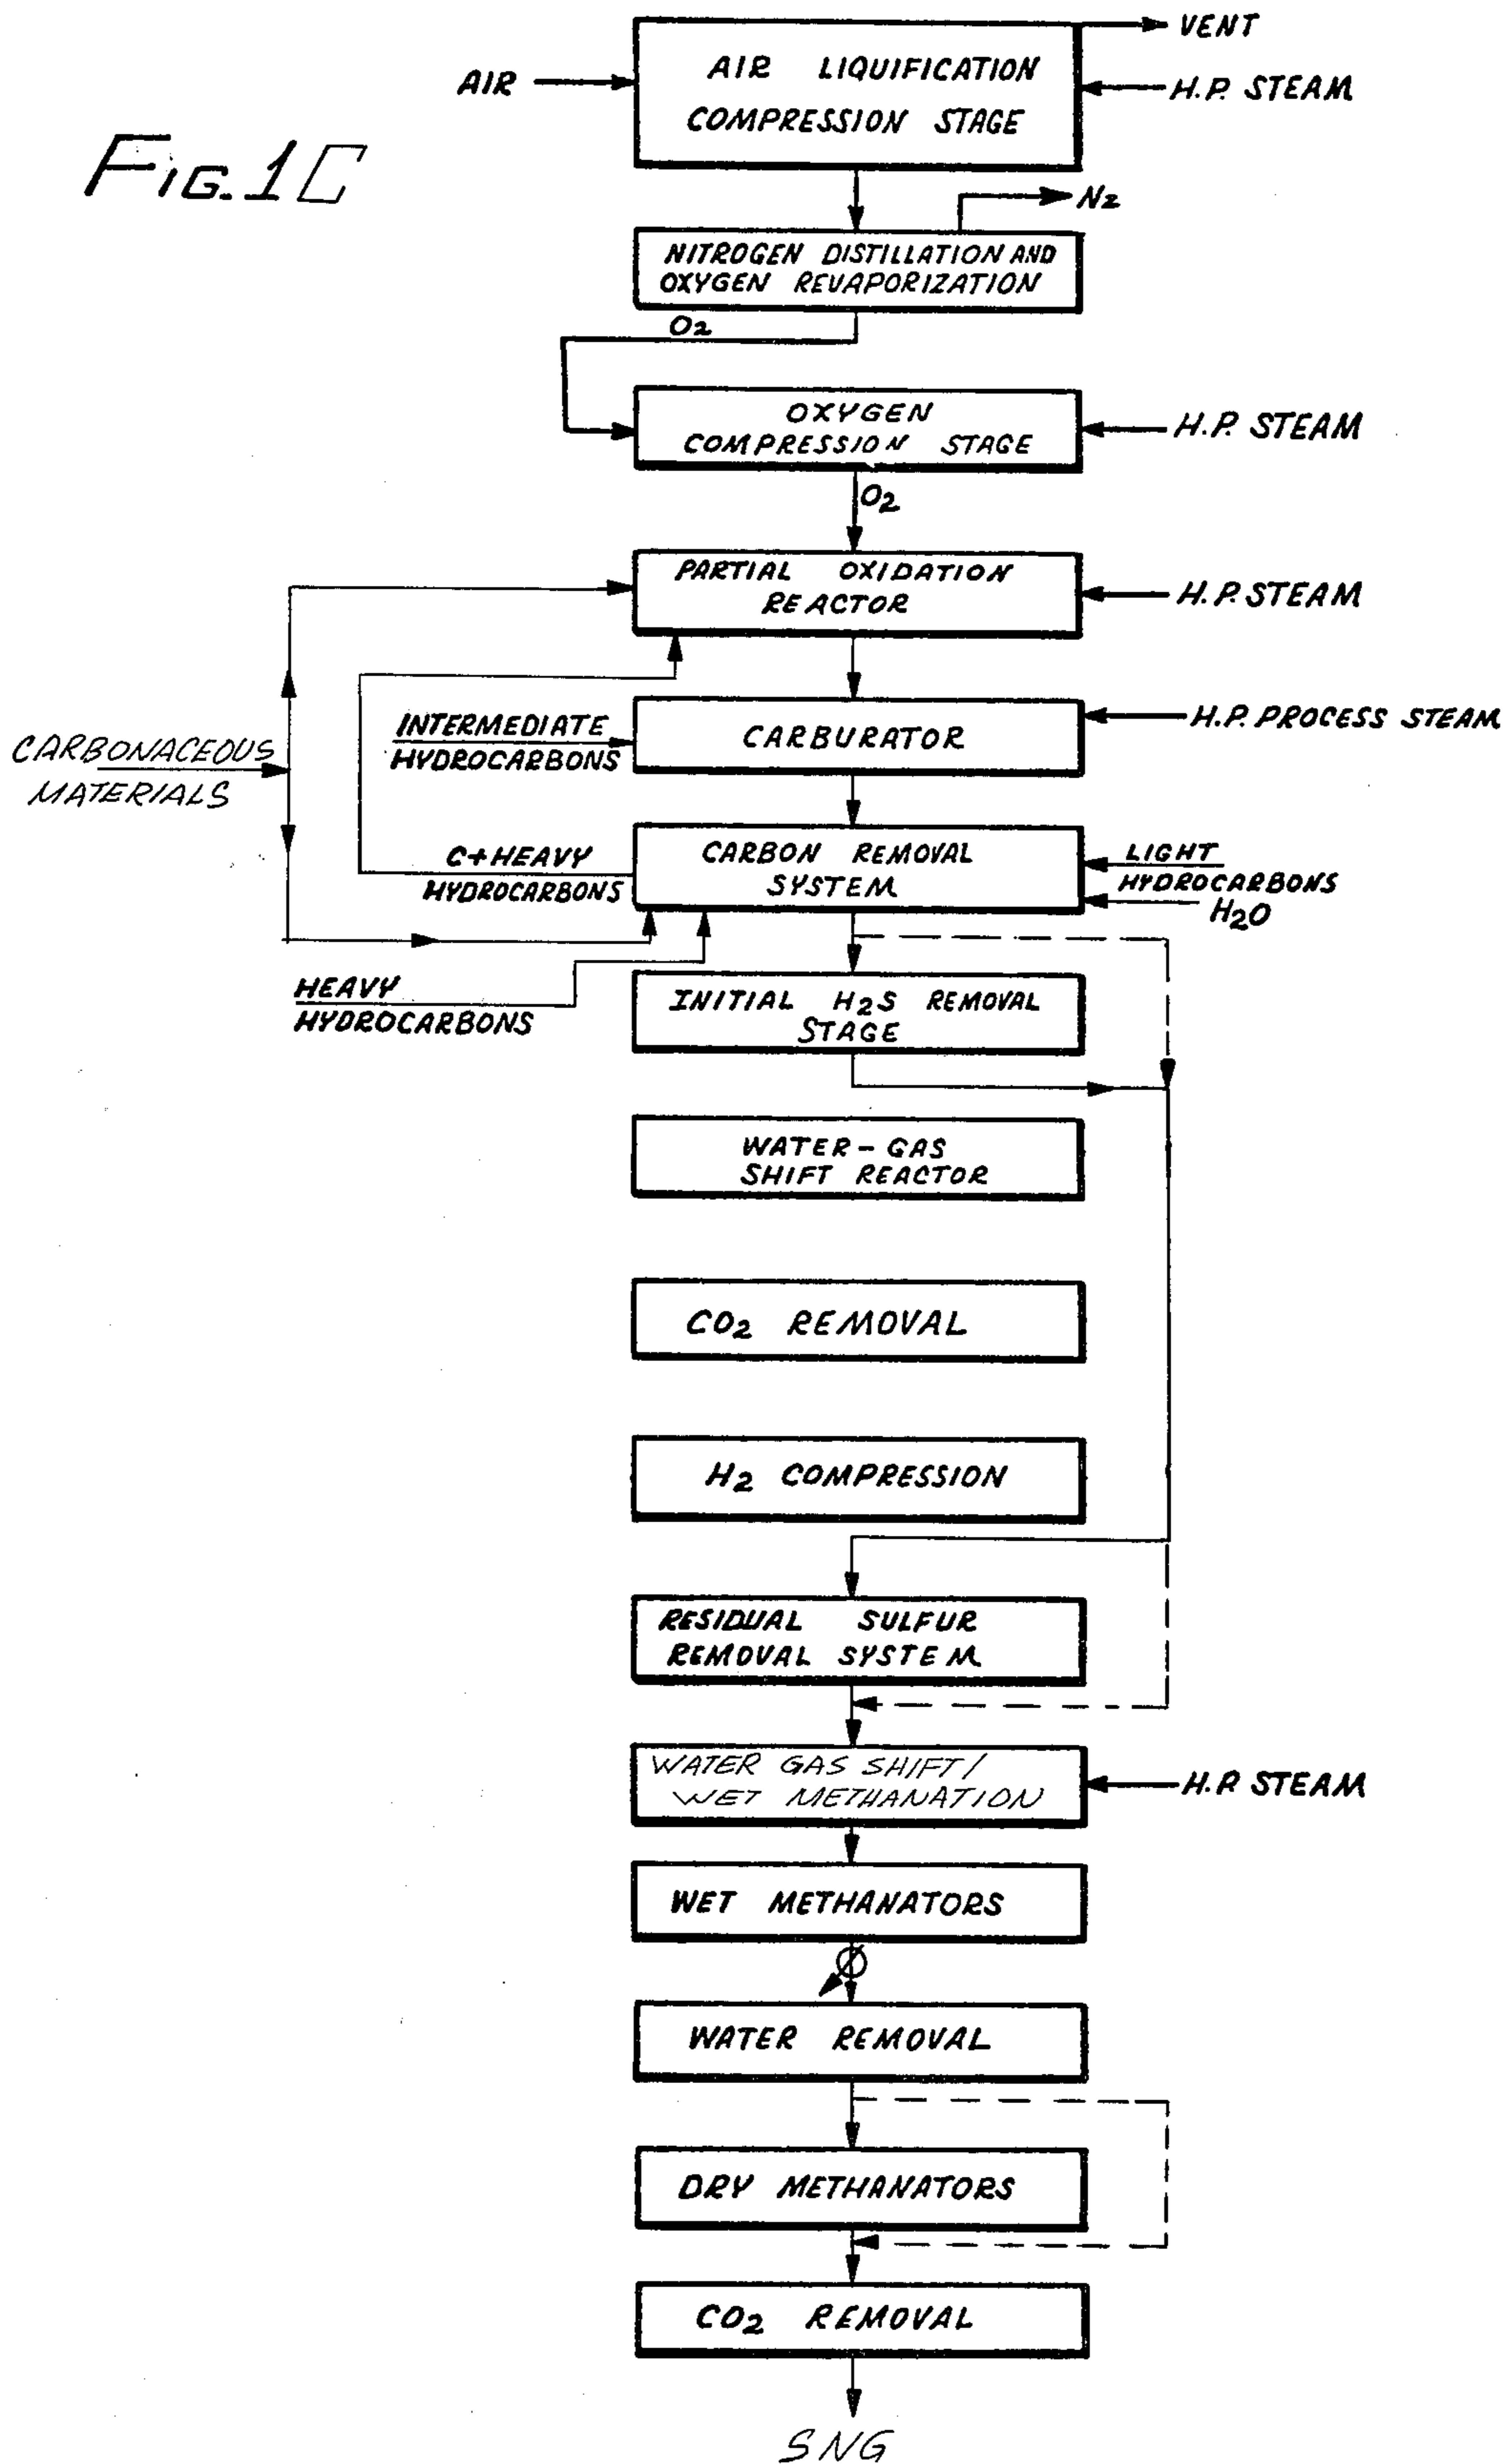 VENT
AIR
AIR LIQUIFICATION
COMPRESSION STAGE
H.P. STEAM
FIG. 1C
N2
NITROGEN DISTILLATION AND
OXYGEN REVAPORIZATION
O2
OXYGEN
COMPRESSION STAGE
H.P. STEAM
O2
PARTIAL OXIDATION
REACTOR
H.P. STEAM
CARBONACEOUS
MATERIALS
INTERMEDIATE
HYDROCARBONS
CARBURATOR
H.P. PROCESS STEAM
C+HEAVY
HYDROCARBONS
CARBON REMOVAL
SYSTEM
LIGHT
HYDROCARBONS
H2O
HEAVY
HYDROCARBONS
INITIAL H2S REMOVAL
STAGE
WATER-GAS
SHIFT REACTOR
CO2 REMOVAL
H2 COMPRESSION
RESIDUAL SULFUR
REMOVAL SYSTEM
WATER GAS SHIFT/
WET METHANATION
H.P. STEAM
WET METHANATORS
WATER REMOVAL
DRY METHANATORS
CO2 REMOVAL
SNG